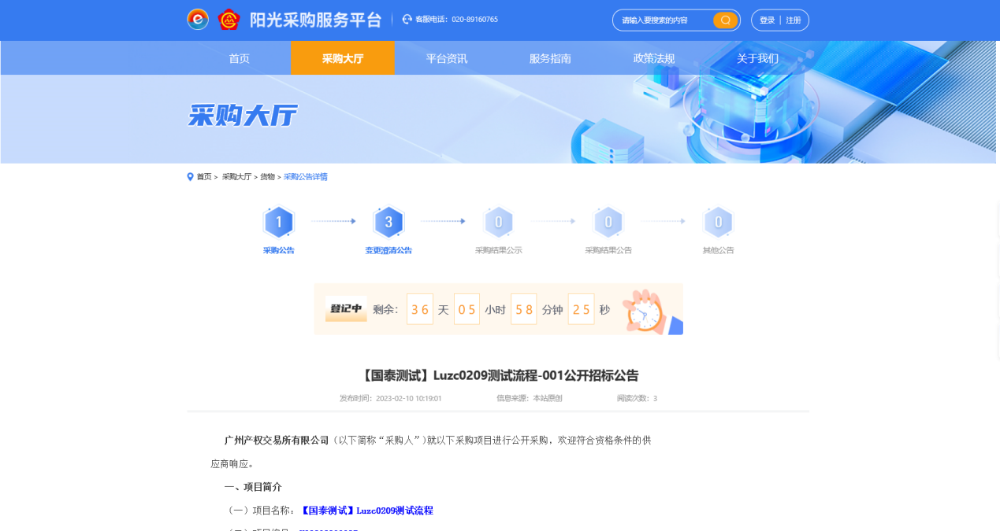 阳光采购服务平台
客服电话：020-89160765
请输入要搜索的内容
登录 | 注册
首页 采购大厅 平台资讯 服务指南 政策法规 关于我们
采购大厅
首页 > 采购大厅 > 货物 > 采购公告详情
1 3 0 0 0
采购公告 变更澄清公告 采购结果公示 采购结果公告 其他公告
登记中 剩余： 36 天 05 小时 58 分钟 25 秒
【国泰测试】Luzc0209测试流程-001公开招标公告
发布时间：2023-02-10 10:19:01 信息来源：本站原创 阅读次数：3
广州产权交易所有限公司（以下简称“采购人”）就以下采购项目进行公开采购，欢迎符合资格条件的供
应商响应。
一、项目简介
（一）项目名称：【国泰测试】Luzc0209测试流程